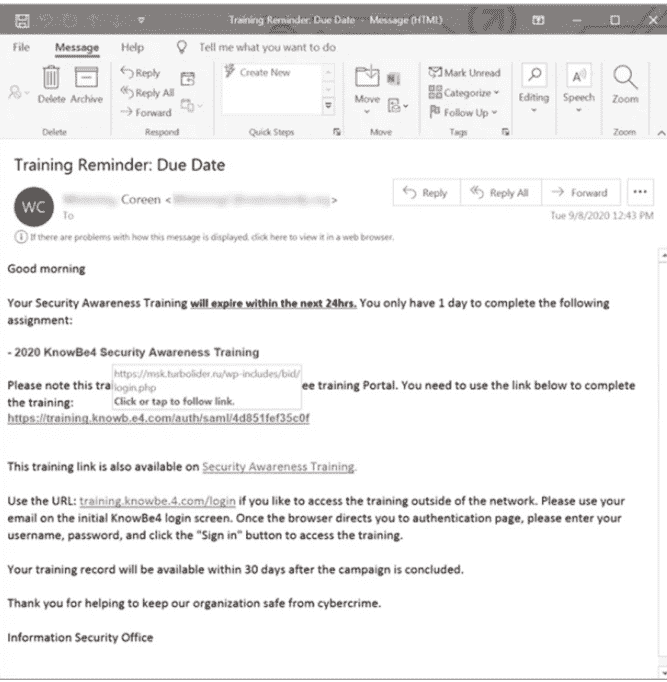 Training Reminder: Due Date - Message (HTML)
File Message Help Tell me what you want to do
Delete Archive
Reply
Reply All
Forward
Create New
Move
Mark Unread
Categorize
Follow Up
Editing
Speech
Zoom
Delete Respond Quick Steps Move Tags Zoom
Training Reminder: Due Date
WC
Coreen < >
To
Reply Reply All Forward ...
Tue 9/8/2020 12:43 PM
If there are problems with how this message is displayed, click here to view it in a web browser.
Good morning
Your Security Awareness Training will expire within the next 24hrs. You only have 1 day to complete the following
assignment:
- 2020 KnowBe4 Security Awareness Training
https://msk.turbolider.ru/wp-includes/bid/
login.php
Click or tap to follow link.
Please note this tra ee training Portal. You need to use the link below to complete
the training:
https://training.knowb.e4.com/auth/saml/4d851fef35c0f
This training link is also available on Security Awareness Training.
Use the URL: training.knowbe.4.com/login if you like to access the training outside of the network. Please use your
email on the initial KnowBe4 login screen. Once the browser directs you to authentication page, please enter your
username, password, and click the "Sign in" button to access the training.
Your training record will be available within 30 days after the campaign is concluded.
Thank you for helping to keep our organization safe from cybercrime.
Information Security Office